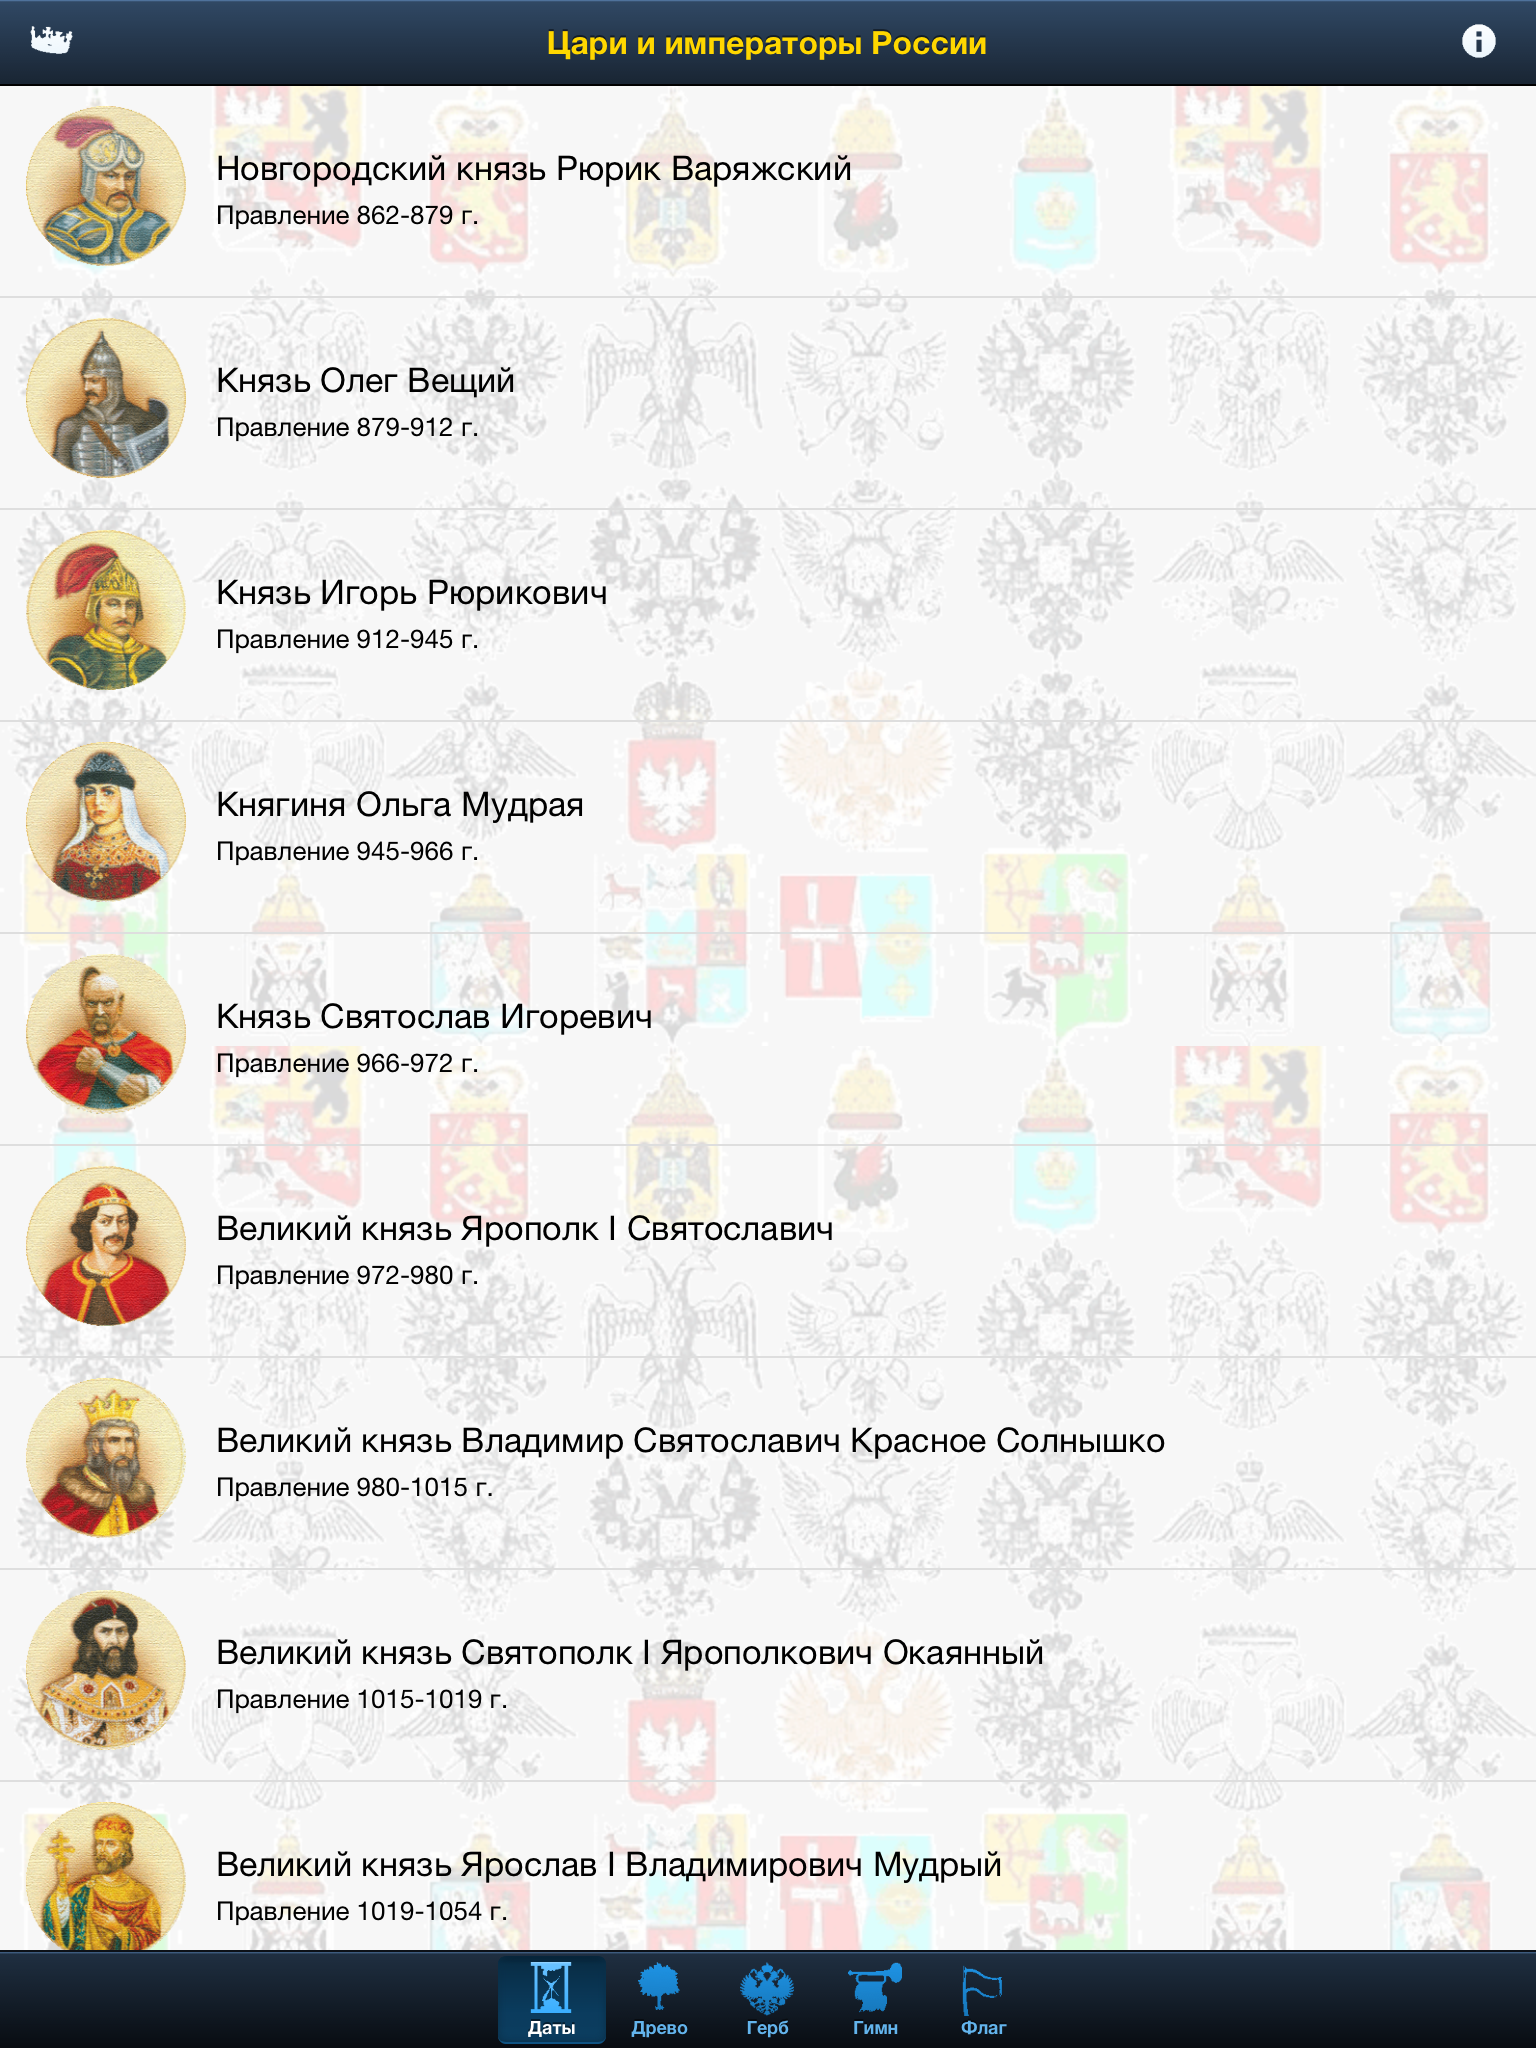 Цари и императоры России
Новгородский князь Рюрик Варяжский
Правление 862-879 г.
Князь Олег Вещий
Правление 879-912 г.
Князь Игорь Рюрикович
Правление 912-945 г.
Княгиня Ольга Мудрая
Правление 945-966 г.
Князь Святослав Игоревич
Правление 966-972 г.
Великий князь Ярополк I Святославич
Правление 972-980 г.
Великий князь Владимир Святославич Красное Солнышко
Правление 980-1015 г.
Великий князь Святополк I Ярополкович Окаянный
Правление 1015-1019 г.
Великий князь Ярослав I Владимирович Мудрый
Правление 1019-1054 г.
Даты Древо Герб Гимн Флаг